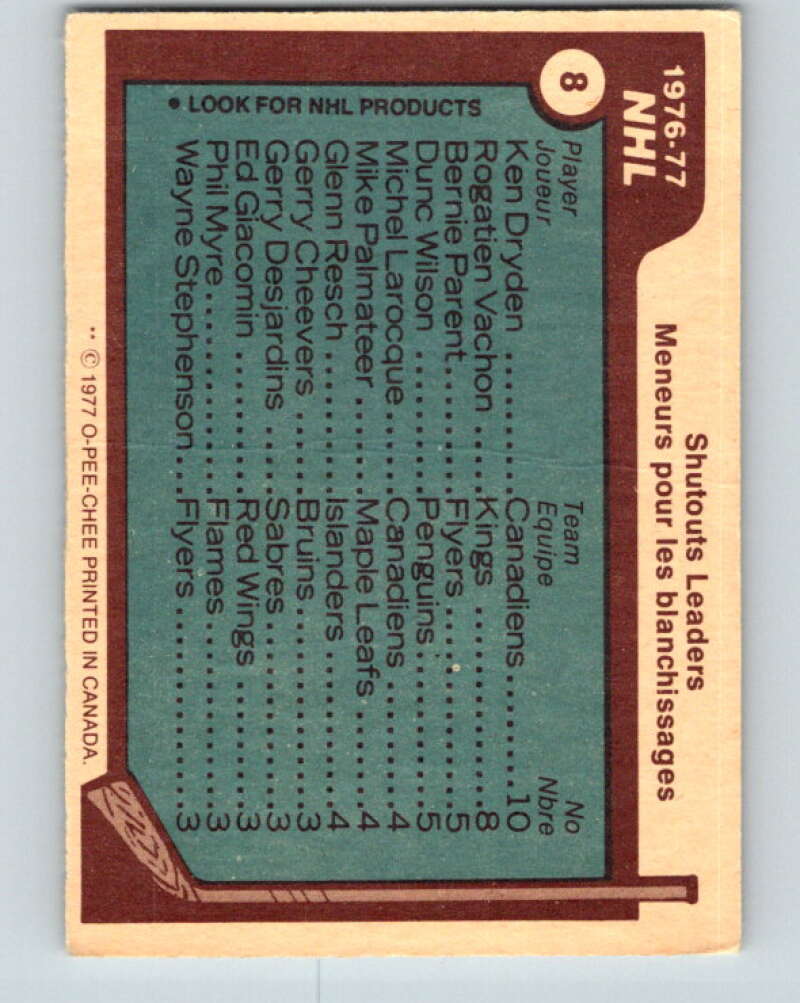 8
1976-77
NHL
Shutouts Leaders
Meneurs pour les blanchissages
Player Team No
Joueur Equipe Nbre
Ken Dryden ........ Canadiens ........ 10
Rogatien Vachon ..... Kings ........ 8
Bernie Parent ........ Flyers ........ 5
Dunc Wilson ........ Penguins ........ 5
Michel Larocque ..... Canadiens ........ 4
Mike Palmateer ...... Maple Leafs ...... 4
Glenn Resch ........ Islanders ........ 4
Gerry Cheevers ...... Bruins ........ 3
Gerry Desjardins ..... Sabres ........ 3
Ed Giacomin ........ Red Wings ........ 3
Phil Myre ........ Flames ........ 3
Wayne Stephenson ... Flyers ........ 3
• LOOK FOR NHL PRODUCTS
** © 1977 O-PEE-CHEE PRINTED IN CANADA.